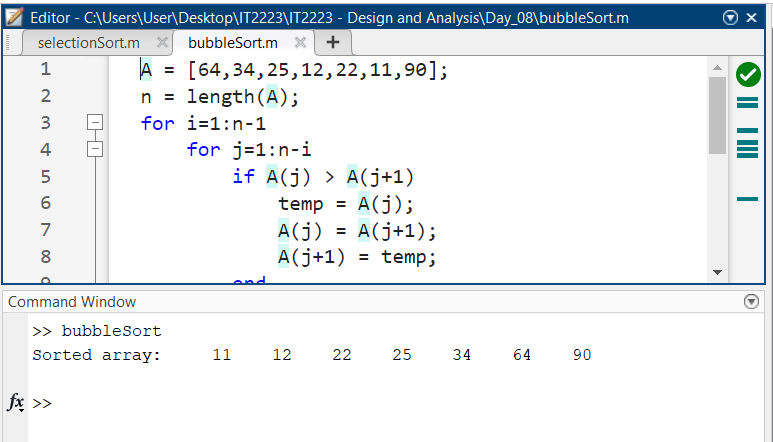 Editor - C:\Users\User\Desktop\IT2223\IT2223 - Design and Analysis\Day_08\bubbleSort.m
selectionSort.m bubbleSort.m
1 A = [64,34,25,12,22,11,90];
2 n = length(A);
3 for i=1:n-1
4 for j=1:n-i
5 if A(j) > A(j+1)
6 temp = A(j);
7 A(j) = A(j+1);
8 A(j+1) = temp;
9 end
Command Window
>> bubbleSort
Sorted array: 11 12 22 25 34 64 90
fx >>